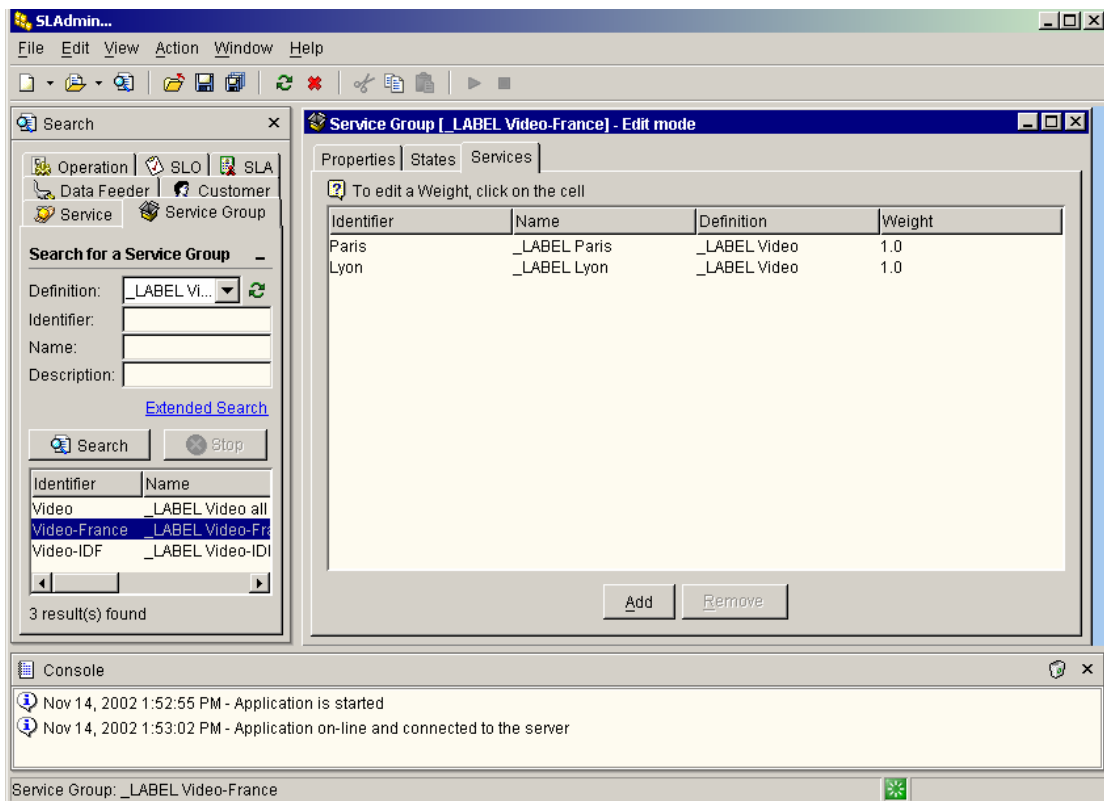 SLAdmin...
File Edit View Action Window Help
Search
Operation SLO SLA
Data Feeder Customer
Service Service Group
Search for a Service Group
Definition: _LABEL Vi...
Identifier:
Name:
Description:
Extended Search
Search Stop
Identifier Name
Video _LABEL Video all
Video-France _LABEL Video-Fra
Video-IDF _LABEL Video-IDI
3 result(s) found
Service Group [_LABEL Video-France] - Edit mode
Properties States Services
To edit a Weight, click on the cell
Identifier Name Definition Weight
Paris _LABEL Paris _LABEL Video 1.0
Lyon _LABEL Lyon _LABEL Video 1.0
Add Remove
Console
Nov 14, 2002 1:52:55 PM - Application is started
Nov 14, 2002 1:53:02 PM - Application on-line and connected to the server
Service Group: _LABEL Video-France